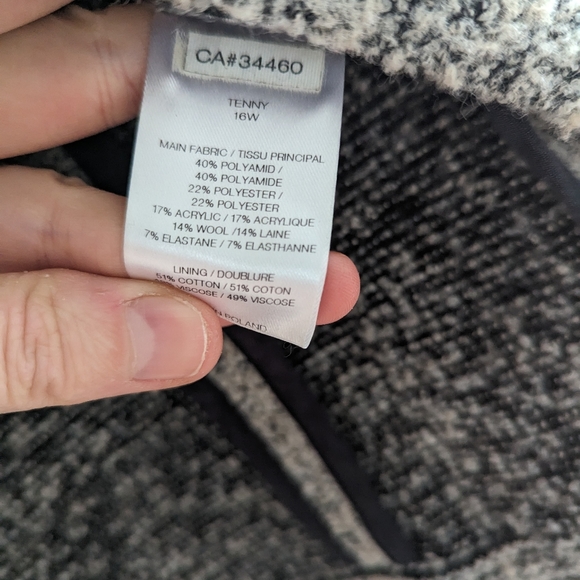 CA#34460
TENNY
16W
MAIN FABRIC / TISSU PRINCIPAL
40% POLYAMID /
40% POLYAMIDE
22% POLYESTER /
22% POLYESTER
17% ACRYLIC / 17% ACRYLIQUE
14% WOOL /14% LAINE
7% ELASTANE / 7% ELASTHANNE
LINING / DOUBLURE
51% COTTON / 51% COTON
VISCOSE / 49% VISCOSE
POLAND